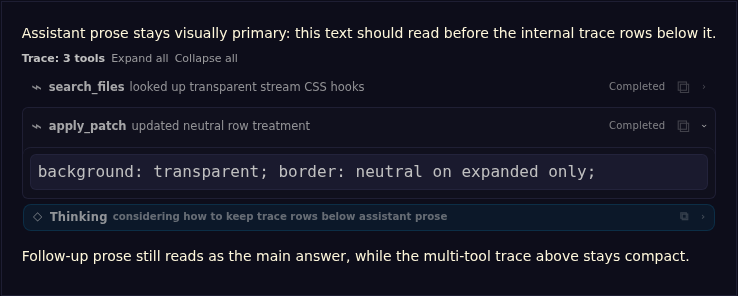 Assistant prose stays visually primary: this text should read before the internal trace rows below it.
Trace: 3 tools Expand all Collapse all
search_files looked up transparent stream CSS hooks Completed
apply_patch updated neutral row treatment Completed
background: transparent; border: neutral on expanded only;
Thinking considering how to keep trace rows below assistant prose
Follow-up prose still reads as the main answer, while the multi-tool trace above stays compact.